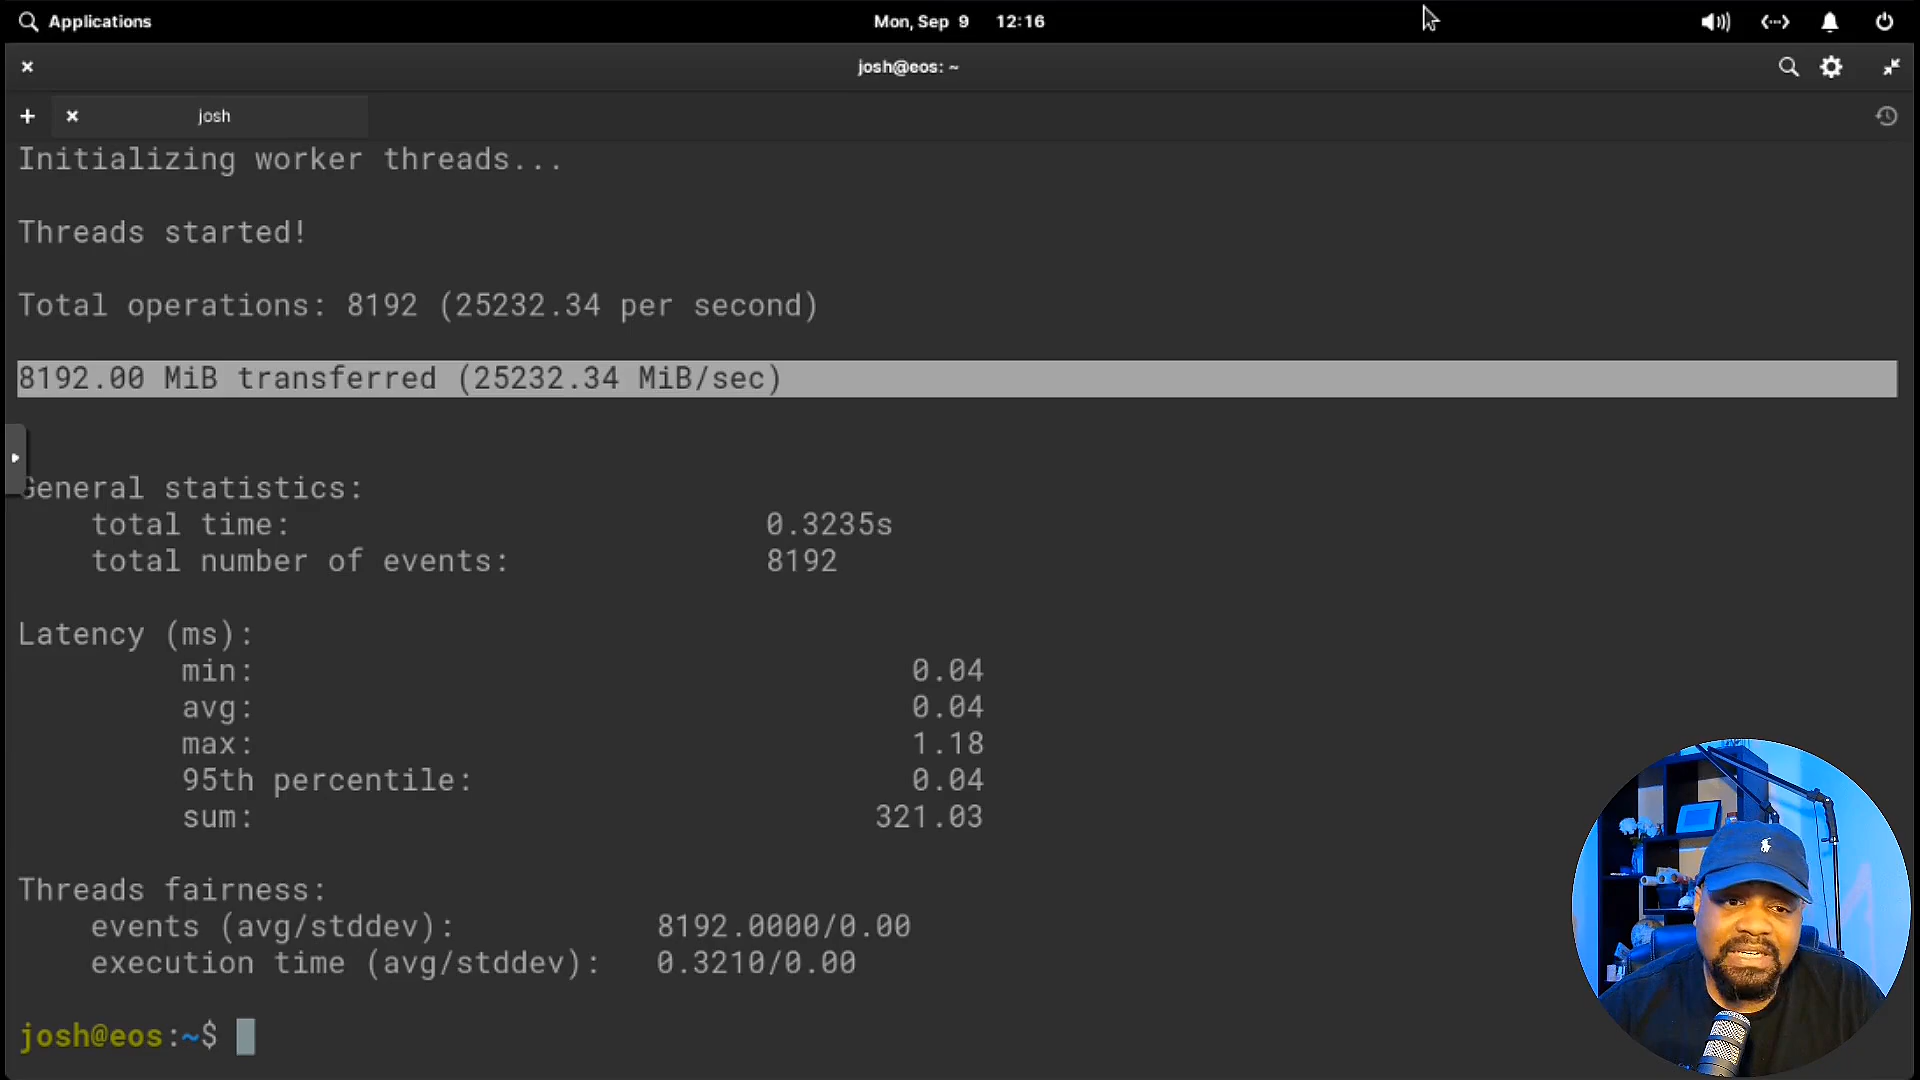 Applications
Mon, Sep 9 12:16
josh@eos: ~
josh
Initializing worker threads...
Threads started!
Total operations: 8192 (25232.34 per second)
8192.00 MiB transferred (25232.34 MiB/sec)
General statistics:
total time: 0.3235s
total number of events: 8192
Latency (ms):
min: 0.04
avg: 0.04
max: 1.18
95th percentile: 0.04
sum: 321.03
Threads fairness:
events (avg/stddev): 8192.0000/0.00
execution time (avg/stddev): 0.3210/0.00
josh@eos:~$